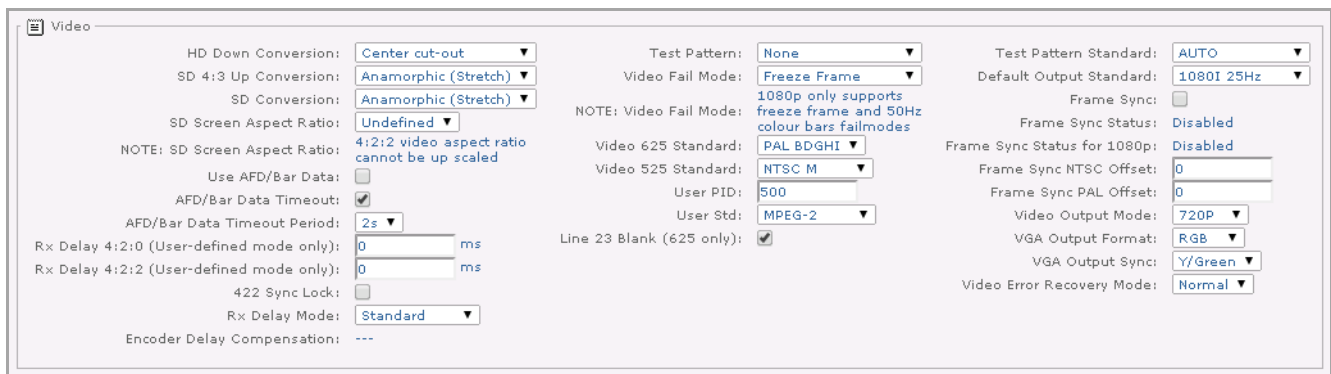 Video
HD Down Conversion: Center cut-out
SD 4:3 Up Conversion: Anamorphic (Stretch)
SD Conversion: Anamorphic (Stretch)
SD Screen Aspect Ratio: Undefined
NOTE: SD Screen Aspect Ratio: 4:2:2 video aspect ratio
cannot be up scaled
Use AFD/Bar Data:
AFD/Bar Data Timeout:
AFD/Bar Data Timeout Period: 2s
Rx Delay 4:2:0 (User-defined mode only): 0 ms
Rx Delay 4:2:2 (User-defined mode only): 0 ms
422 Sync Lock:
Rx Delay Mode: Standard
Encoder Delay Compensation: ---
Test Pattern: None
Video Fail Mode: Freeze Frame
NOTE: Video Fail Mode: 1080p only supports
freeze frame and 50Hz
colour bars failmodes
Video 625 Standard: PAL BDGHI
Video 525 Standard: NTSC M
User PID: 500
User Std: MPEG-2
Line 23 Blank (625 only):
Test Pattern Standard: AUTO
Default Output Standard: 1080I 25Hz
Frame Sync:
Frame Sync Status: Disabled
Frame Sync Status for 1080p: Disabled
Frame Sync NTSC Offset: 0
Frame Sync PAL Offset: 0
Video Output Mode: 720P
VGA Output Format: RGB
VGA Output Sync: Y/Green
Video Error Recovery Mode: Normal